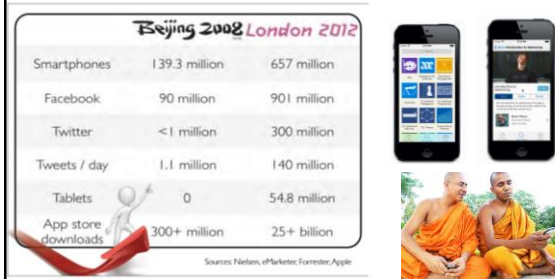 Beijing 2008 London 2012
Smartphones 139.3 million 657 million
Facebook 90 million 901 million
Twitter <1 million 300 million
Tweets / day 1.1 million 140 million
Tablets 0 54.8 million
App store downloads 300+ million 25+ billion
Sources: Nielsen, eMarketer, Forrester, Apple